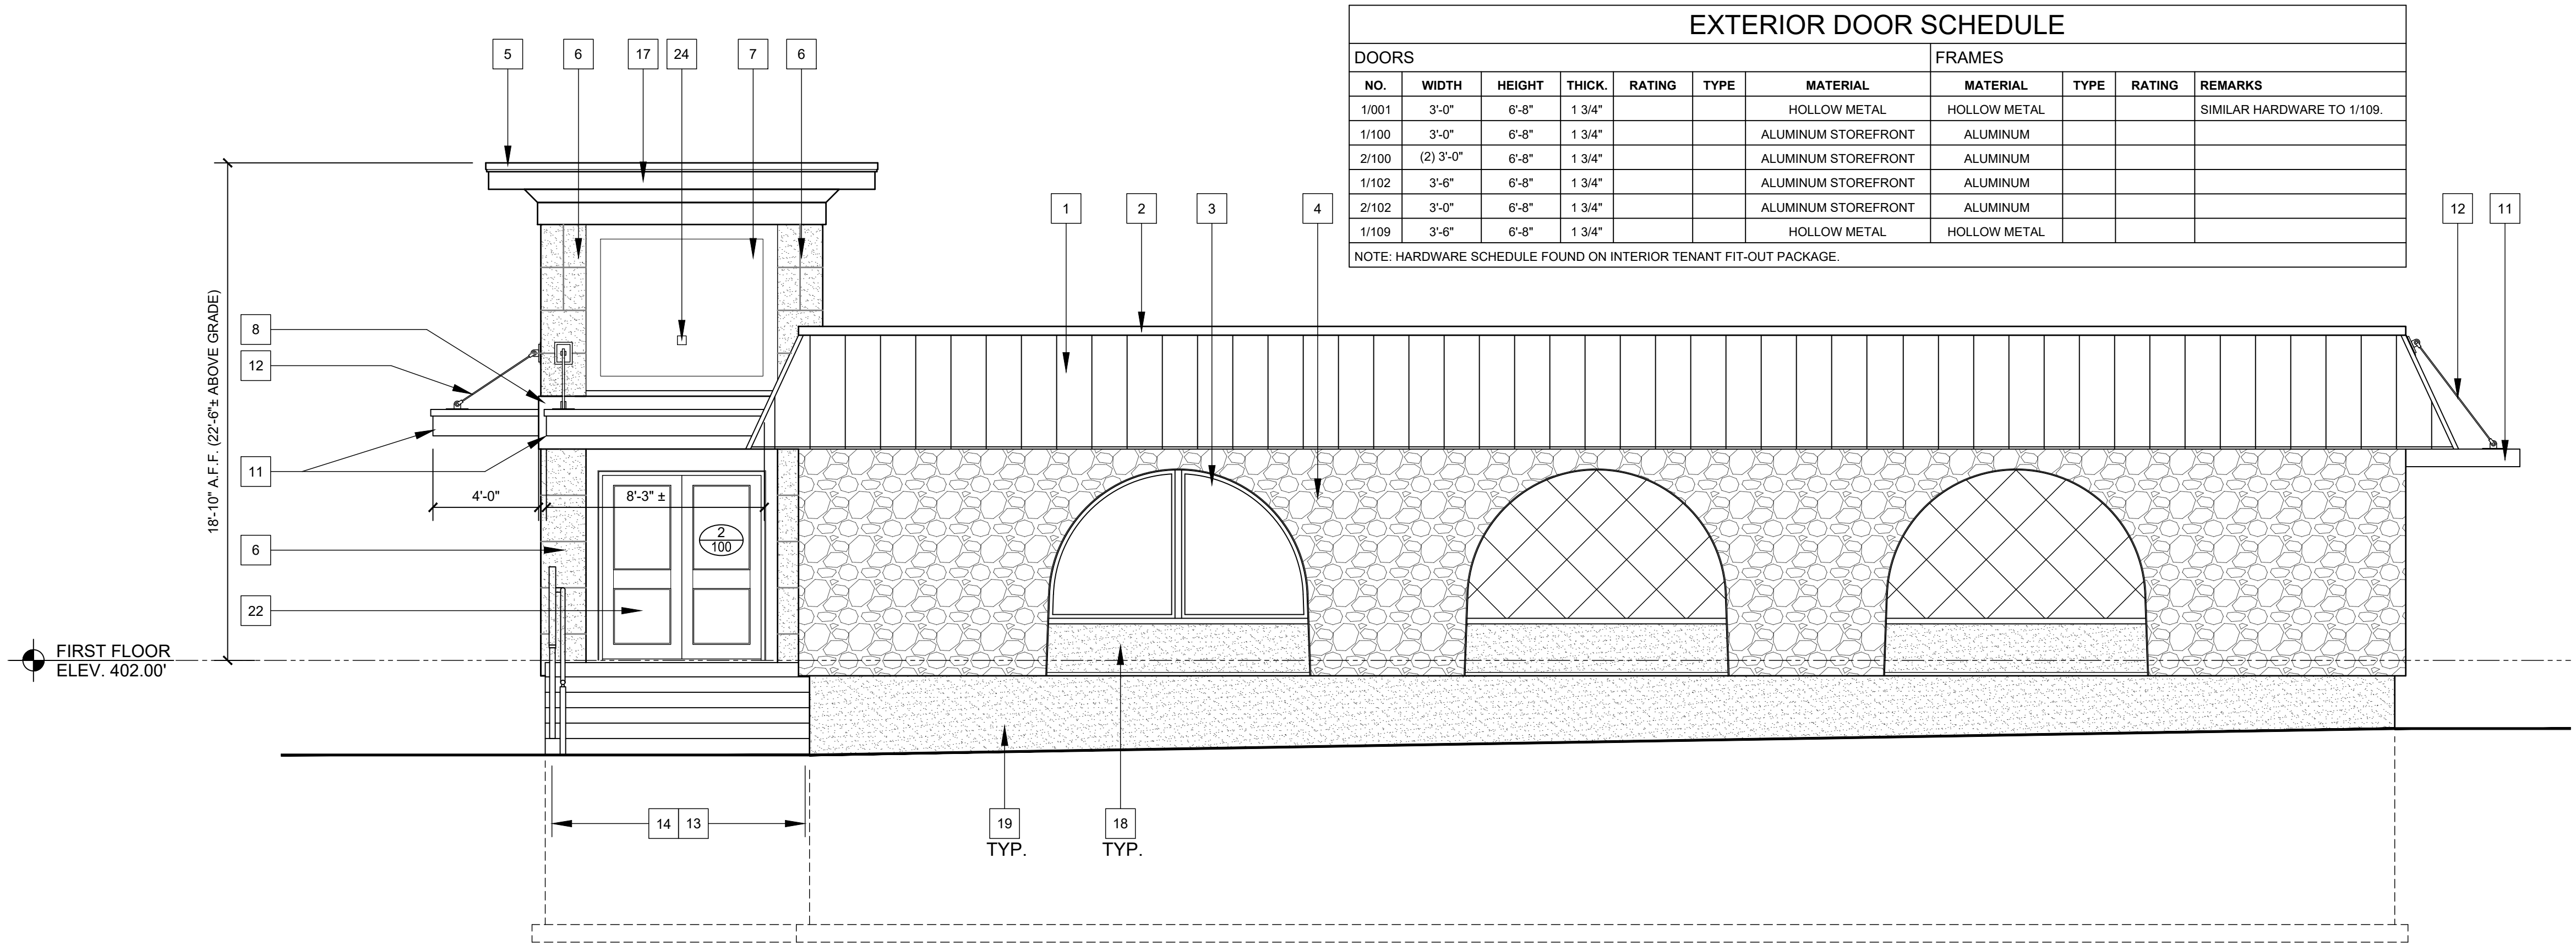 EXTERIOR DOOR SCHEDULE
DOORS FRAMES
NO. WIDTH HEIGHT THICK. RATING TYPE MATERIAL MATERIAL TYPE RATING REMARKS
1/001 3'-0" 6'-8" 1 3/4" HOLLOW METAL HOLLOW METAL SIMILAR HARDWARE TO 1/109.
1/100 3'-0" 6'-8" 1 3/4" ALUMINUM STOREFRONT ALUMINUM
2/100 (2) 3'-0" 6'-8" 1 3/4" ALUMINUM STOREFRONT ALUMINUM
1/102 3'-6" 6'-8" 1 3/4" ALUMINUM STOREFRONT ALUMINUM
2/102 3'-0" 6'-8" 1 3/4" ALUMINUM STOREFRONT ALUMINUM
1/109 3'-6" 6'-8" 1 3/4" HOLLOW METAL HOLLOW METAL
NOTE: HARDWARE SCHEDULE FOUND ON INTERIOR TENANT FIT-OUT PACKAGE.
5 6 17 24 7 6
1 2 3 4 12 11
18'-10" A.F.F. (22'-6"± ABOVE GRADE)
8
12
11
4'-0" 8'-3" ±
2
100
6
22
FIRST FLOOR
ELEV. 402.00'
14 13 19 18
TYP. TYP.